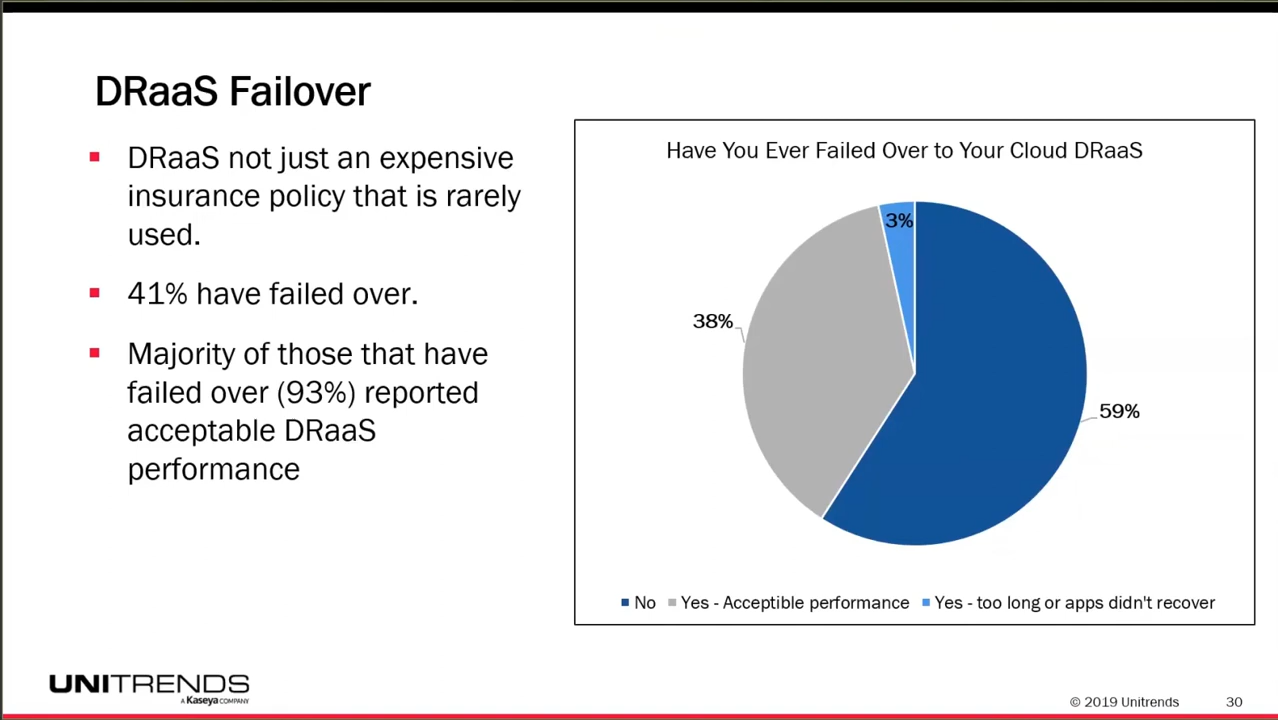 DRaaS Failover
DRaaS not just an expensive
insurance policy that is rarely
used.
41% have failed over.
Majority of those that have
failed over (93%) reported
acceptable DRaaS
performance
Have You Ever Failed Over to Your Cloud DRaaS
3%
38%
59%
No Yes - Acceptible performance Yes - too long or apps didn't recover
UNITRENDS
A Kaseya COMPANY
© 2019 Unitrends 30